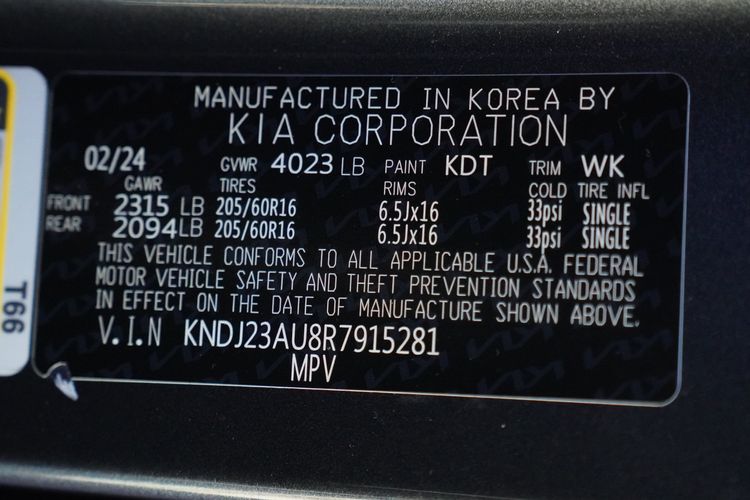 MANUFACTURED IN KOREA BY
KIA CORPORATION
02/24 GVWR 4023 LB PAINT KDT TRIM WK
GAWR TIRES RIMS COLD TIRE INFL
FRONT 2315 LB 205/60R16 6.5Jx16 33psi SINGLE
REAR 2094 LB 205/60R16 6.5Jx16 33psi SINGLE
THIS VEHICLE CONFORMS TO ALL APPLICABLE U.S.A. FEDERAL
MOTOR VEHICLE SAFETY AND THEFT PREVENTION STANDARDS
IN EFFECT ON THE DATE OF MANUFACTURE SHOWN ABOVE.
V.I.N KNDJ23AU8R7915281
MPV
T66